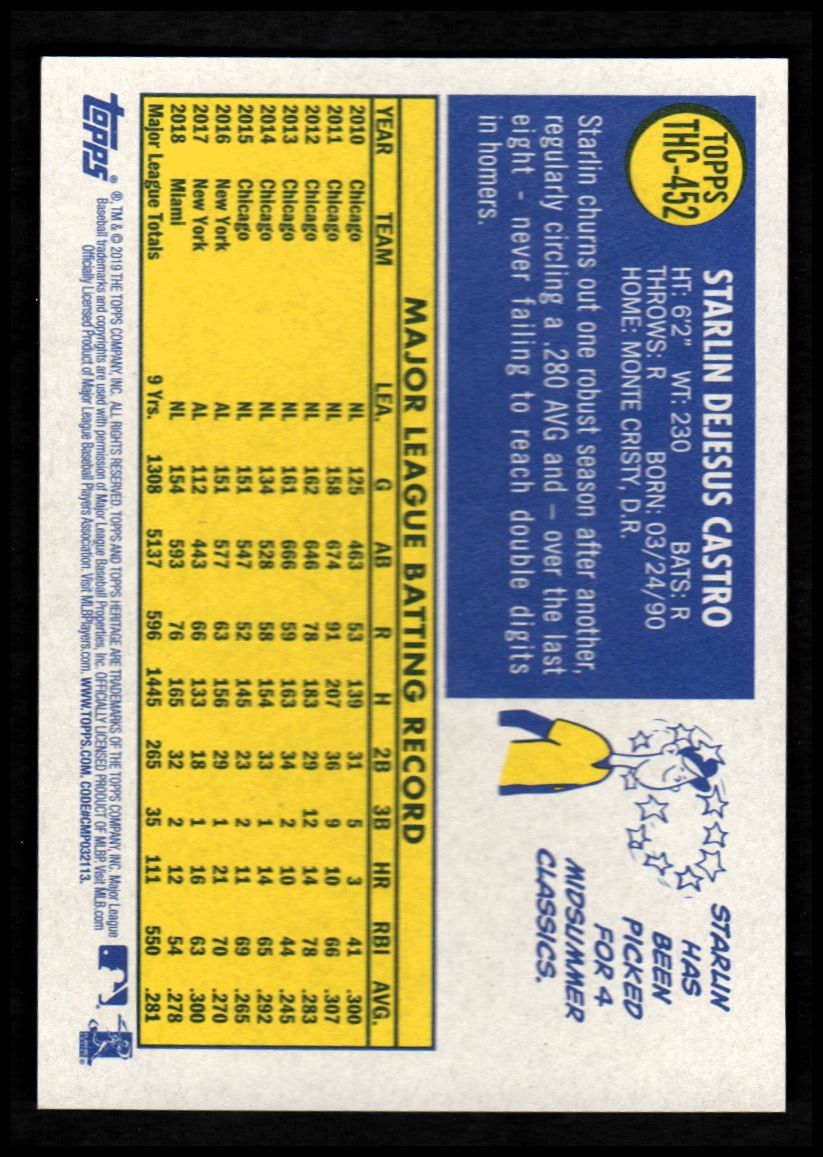 TOPPS
THC-452
STARLIN DEJESUS CASTRO
HT: 6'2" WT: 230 BATS: R
THROWS: R BORN: 03/24/90
HOME: MONTE CRISTY, D.R.
Starlin churns out one robust season after another,
regularly circling a .280 AVG and – over the last
eight - never failing to reach double digits
in homers.
STARLIN
HAS
BEEN
PICKED
FOR 4
MIDSUMMER
CLASSICS.
MAJOR LEAGUE BATTING RECORD
YEAR TEAM LEA. G AB R H 2B 3B HR RBI AVG.
2010 Chicago NL 125 463 53 139 31 5 3 41 .300
2011 Chicago NL 158 674 91 207 36 9 10 66 .307
2012 Chicago NL 162 646 78 183 29 12 14 78 .283
2013 Chicago NL 161 666 59 163 34 2 10 44 .245
2014 Chicago NL 134 528 58 154 33 1 14 65 .292
2015 Chicago NL 151 547 52 145 23 2 11 69 .265
2016 New York AL 151 577 63 156 29 1 21 70 .270
2017 New York AL 112 443 66 133 18 1 16 63 .300
2018 Miami NL 154 593 76 165 32 2 12 54 .278
Major League Totals 9 Yrs. 1308 5137 596 1445 265 35 111 550 .281
topps
®, TM & © 2019 THE TOPPS COMPANY, INC. ALL RIGHTS RESERVED. TOPPS AND TOPPS HERITAGE ARE TRADEMARKS OF THE TOPPS COMPANY, INC. Major League
Baseball trademarks and copyrights are used with permission of Major League Baseball Properties, Inc. OFFICIALLY LICENSED PRODUCT OF MLBP. Visit MLB.com
Officially Licensed Product of Major League Baseball Players Association. Visit MLBPlayers.com. WWW.TOPPS.COM. CODE#CMP032113.